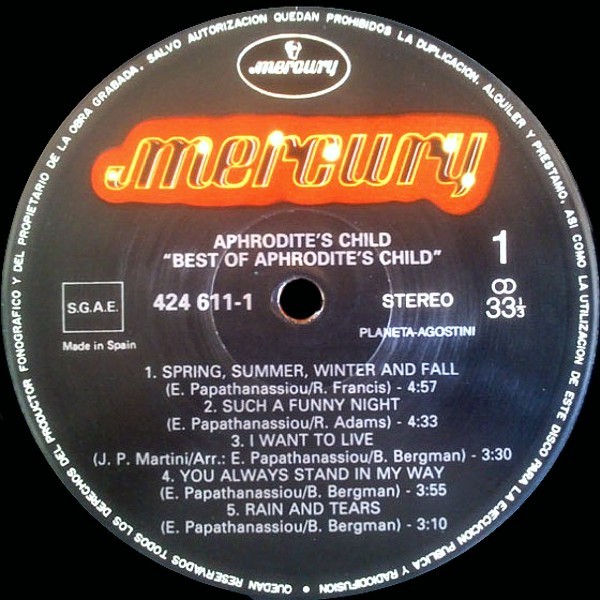 QUEDAN RESERVADOS TODOS LOS DERECHOS DEL PRODUCTOR FONOGRAFICO Y DEL PROPIETARIO DE LA OBRA GRABADA. SALVO AUTORIZACION QUEDAN PROHIBIDOS LA DUPLICACION, ALQUILER Y PRESTAMO, ASI COMO LA UTILIZACION DE ESTE DISCO PARA LA EJECUCION PUBLICA Y RADIODIFUSION •
mercury
mercury
APHRODITE'S CHILD
"BEST OF APHRODITE'S CHILD"
1
S.G.A.E.
424 611-1
STEREO
33 1/3
Made in Spain
PLANETA-AGOSTINI
1. SPRING, SUMMER, WINTER AND FALL
(E. Papathanassiou/R. Francis) - 4:57
2. SUCH A FUNNY NIGHT
(E. Papathanassiou/R. Adams) - 4:33
3. I WANT TO LIVE
(J. P. Martini/Arr.: E. Papathanassiou/B. Bergman) - 3:30
4. YOU ALWAYS STAND IN MY WAY
(E. Papathanassiou/B. Bergman) - 3:55
5. RAIN AND TEARS
(E. Papathanassiou/B. Bergman) - 3:10